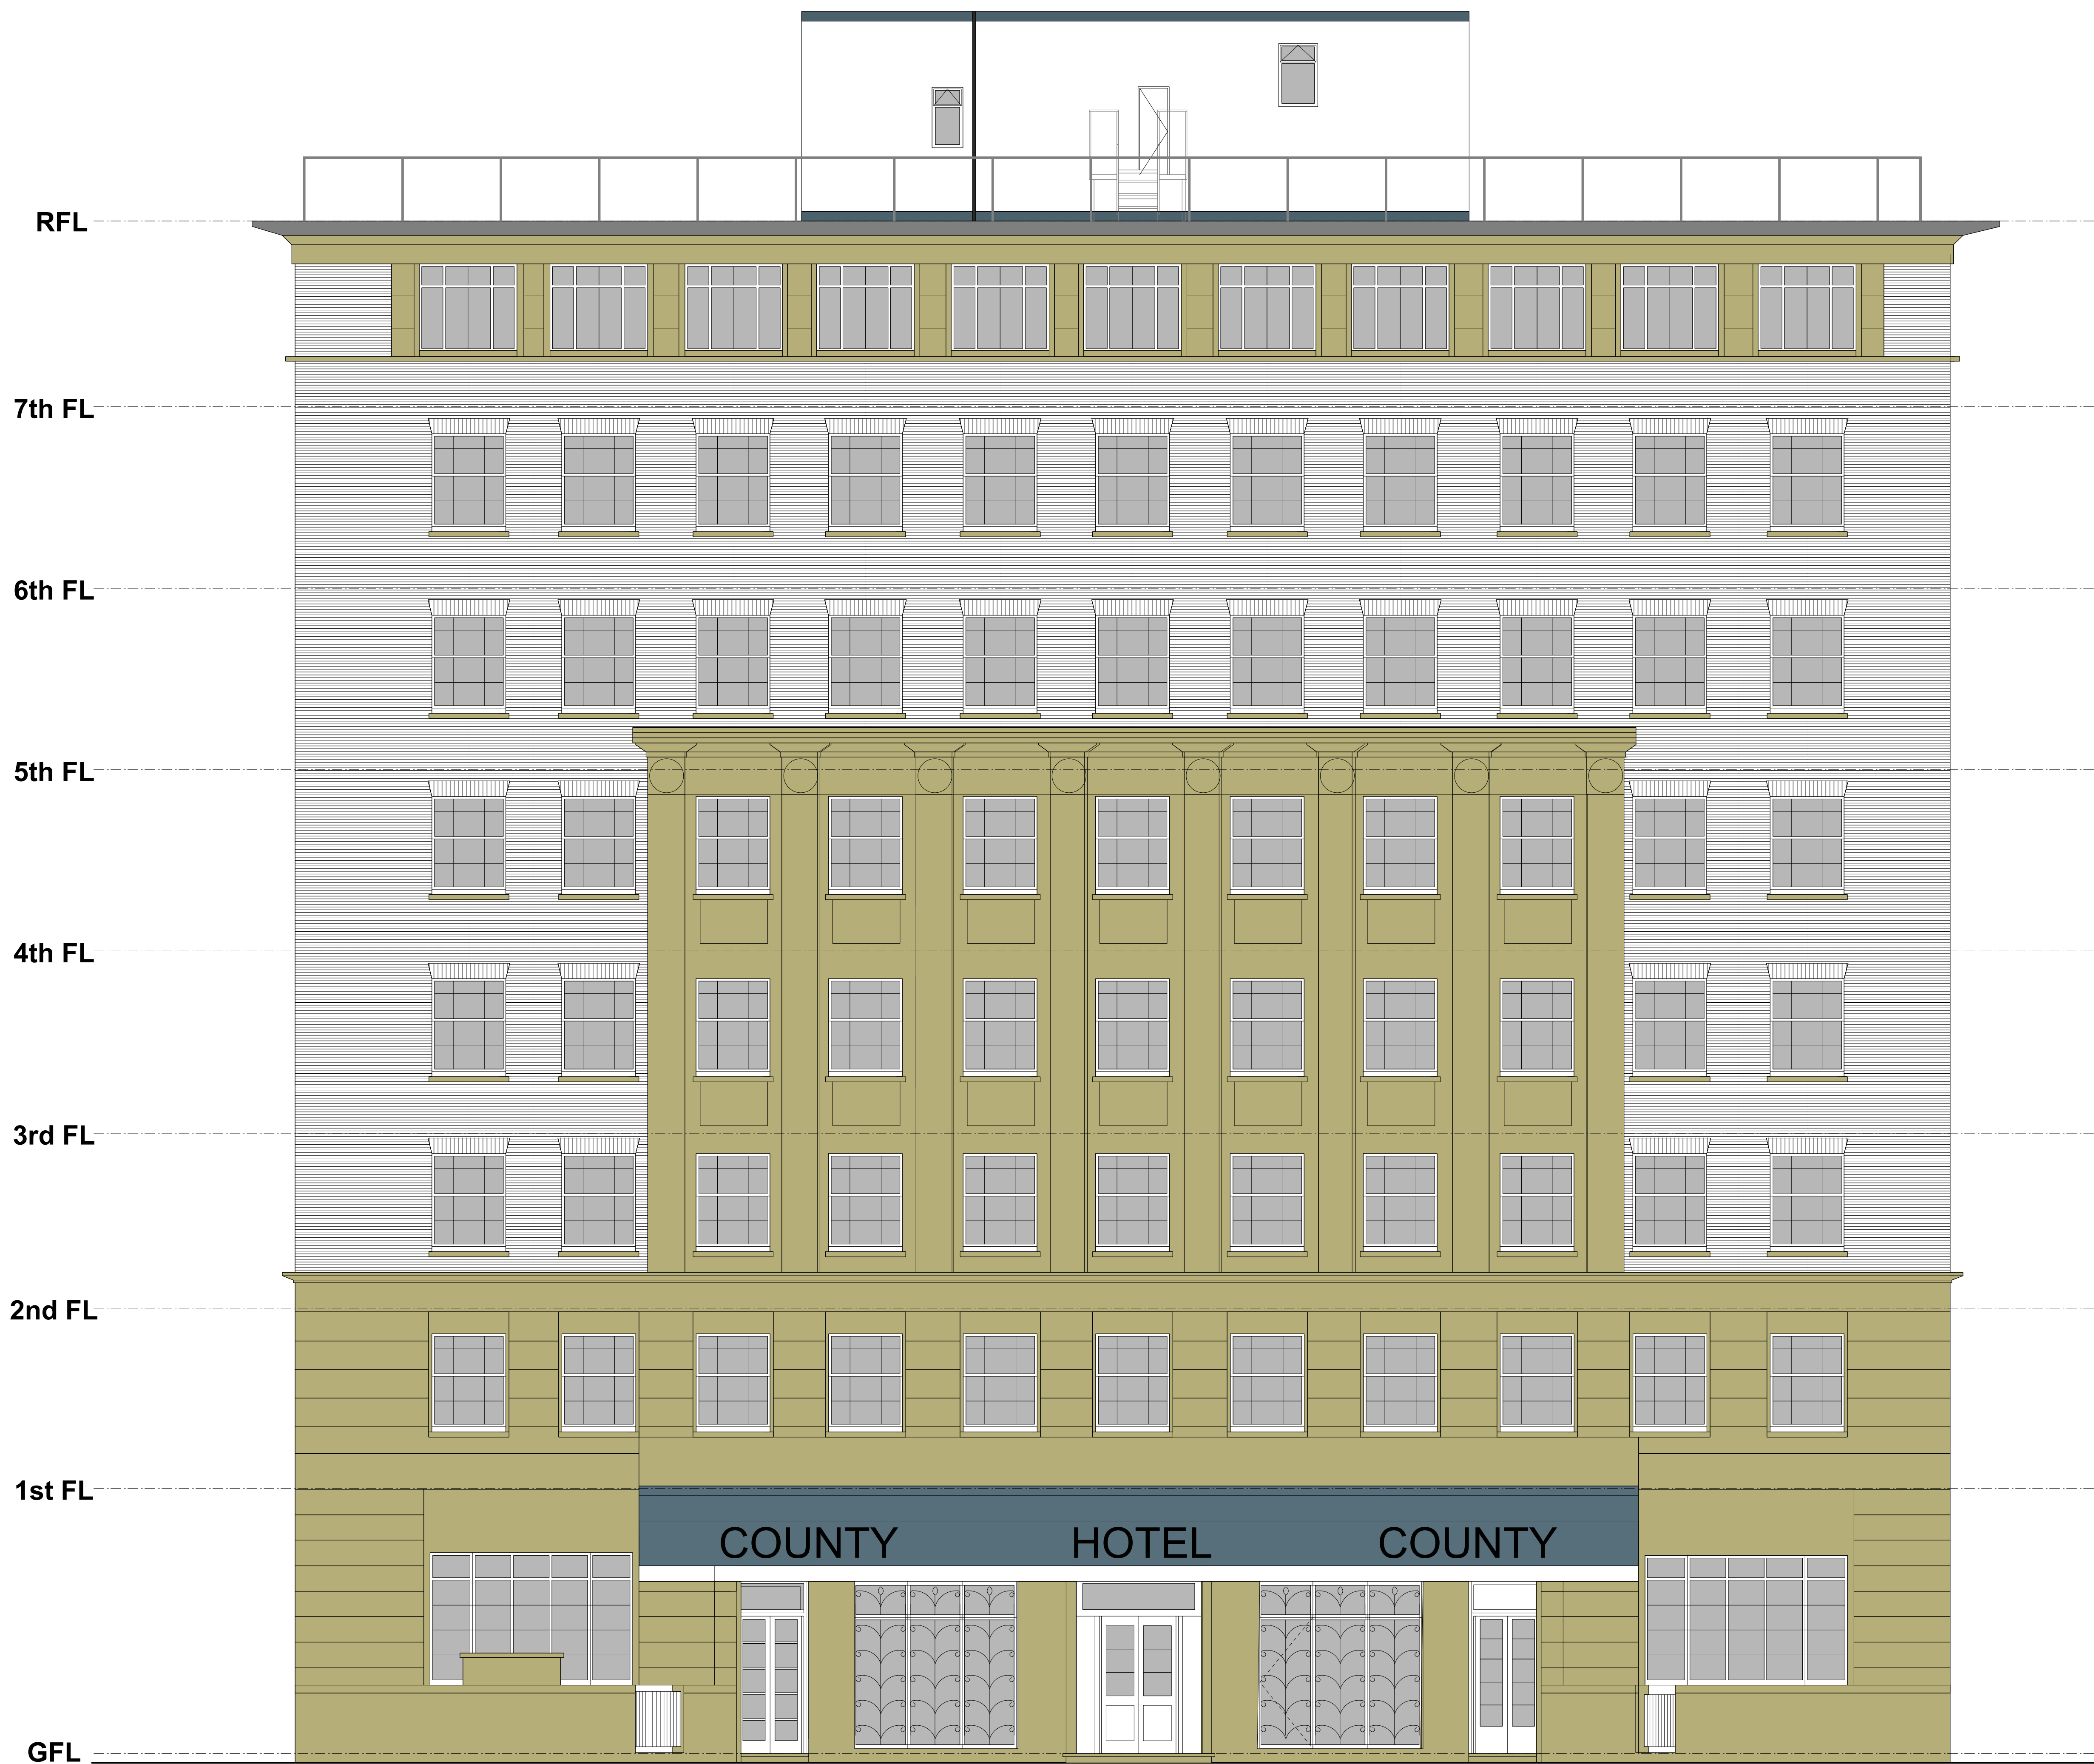 RFL
7th FL
6th FL
5th FL
4th FL
3rd FL
2nd FL
1st FL
COUNTY HOTEL COUNTY
GFL